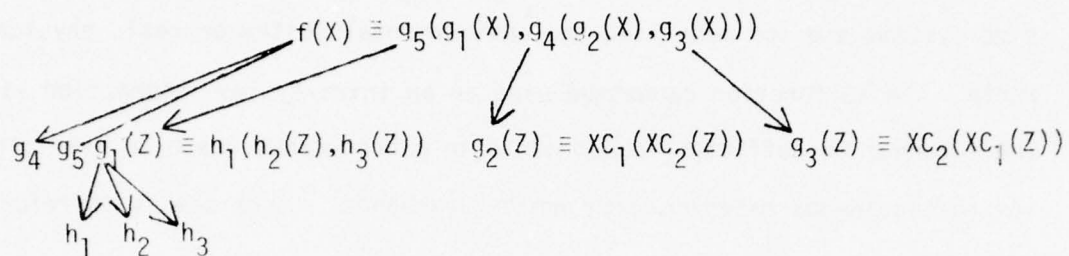 f(X) ≡ g₅(g₁(X),g₄(g₂(X),g₃(X)))
g₄ g₅ g₁(Z) ≡ h₁(h₂(Z),h₃(Z)) g₂(Z) ≡ XC₁(XC₂(Z)) g₃(Z) ≡ XC₂(XC₁(Z))
h₁ h₂ h₃